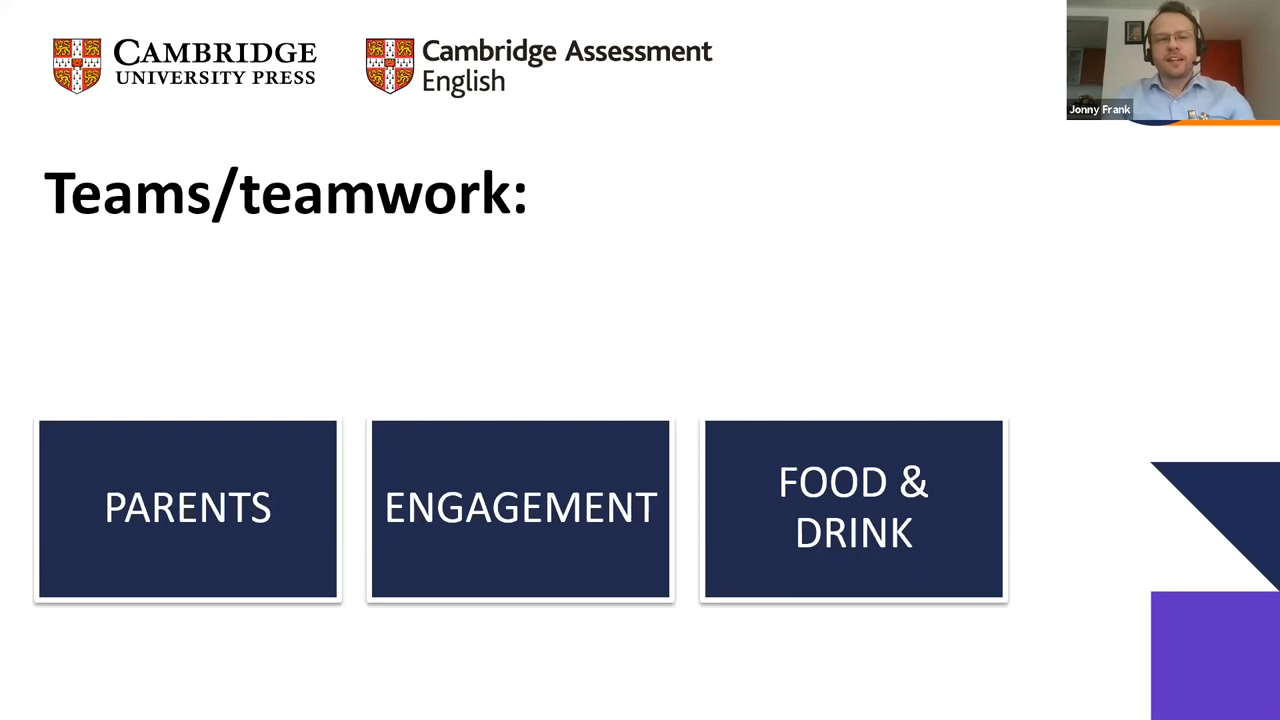 CAMBRIDGE
UNIVERSITY PRESS
Cambridge Assessment
English
Jonny Frank
Teams/teamwork:
PARENTS
ENGAGEMENT
FOOD &
DRINK